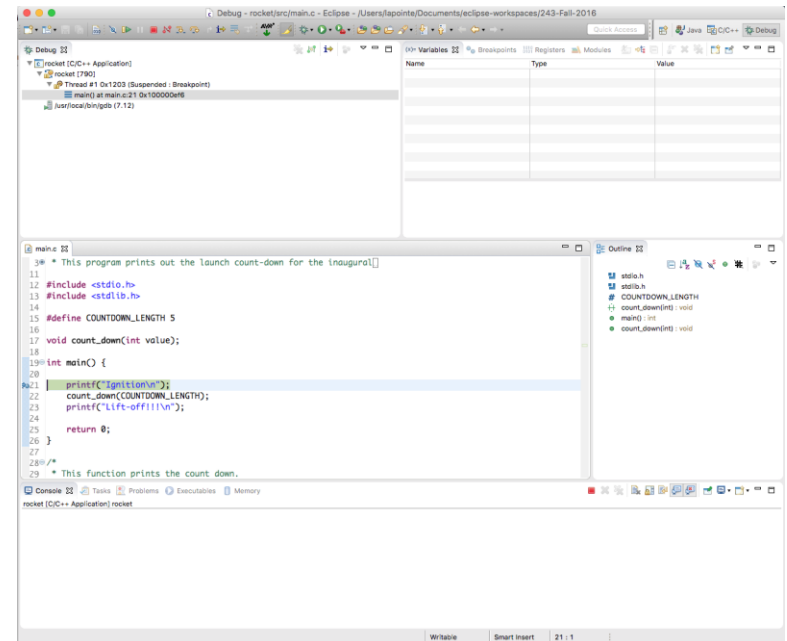 Debug - rocket/src/main.c - Eclipse - /Users/lapointe/Documents/eclipse-workspaces/243-Fall-2016
Quick Access Java C/C++ Debug
Debug
rocket [C/C++ Application]
rocket [790]
Thread #1 0x1203 (Suspended : Breakpoint)
main() at main.c:21 0x100000ef6
/usr/local/bin/gdb (7.12)
(x)= Variables Breakpoints Registers Modules
Name Type Value
main.c
3 * This program prints out the launch count-down for the inaugural
11
12 #include <stdio.h>
13 #include <stdlib.h>
14
15 #define COUNTDOWN_LENGTH 5
16
17 void count_down(int value);
18
19 int main() {
20
21 printf("Ignition\n");
22 count_down(COUNTDOWN_LENGTH);
23 printf("Lift-off!!!\n");
24
25 return 0;
26 }
27
28 /*
29 * This function prints the count down.
Outline
stdio.h
stdlib.h
# COUNTDOWN_LENGTH
count_down(int) : void
main() : int
count_down(int) : void
Console Tasks Problems Executables Memory
rocket [C/C++ Application] rocket
Writable Smart Insert 21 : 1